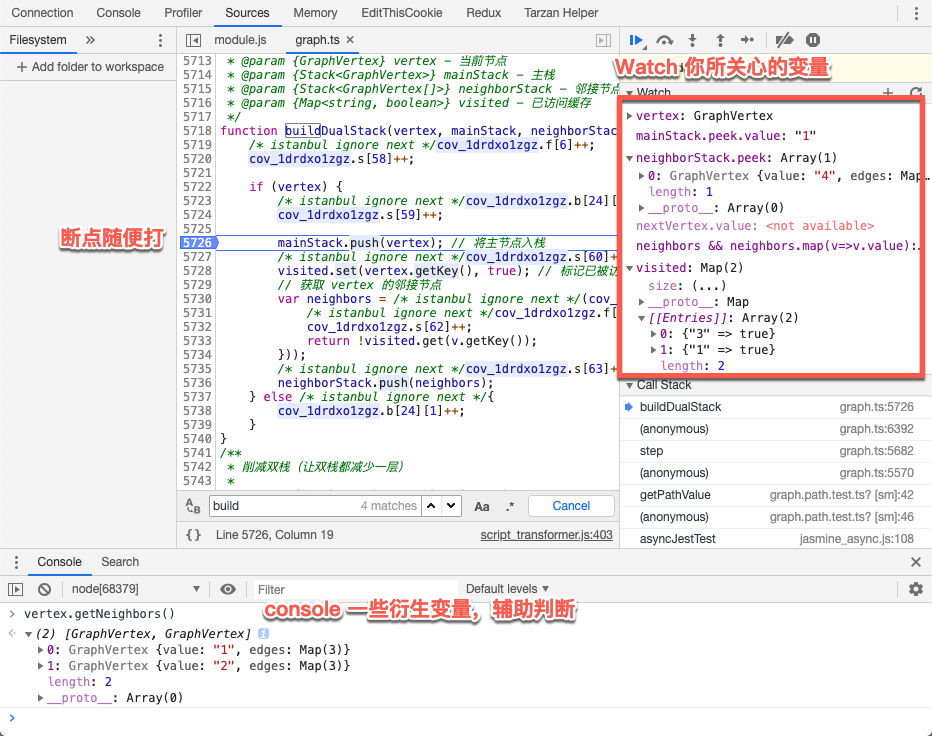 Connection Console Profiler Sources Memory EditThisCookie Redux Tarzan Helper
Filesystem » module.js graph.ts ×
+ Add folder to workspace
断点随便打
5713 * @param {GraphVertex} vertex - 当前节点
5714 * @param {Stack<GraphVertex>} mainStack - 主栈
5715 * @param {Stack<GraphVertex[]>} neighborStack - 邻接节点
5716 * @param {Map<string, boolean>} visited - 已访问缓存
5717 */
5718 function buildDualStack(vertex, mainStack, neighborStac
5719 /* istanbul ignore next */cov_1drdxo1zgz.f[6]++;
5720 cov_1drdxo1zgz.s[58]++;
5721
5722 if (vertex) {
5723 /* istanbul ignore next */cov_1drdxo1zgz.b[24][
5724 cov_1drdxo1zgz.s[59]++;
5725
5726 mainStack.push(vertex); // 将主节点入栈
5727 /* istanbul ignore next */cov_1drdxo1zgz.s[60]+
5728 visited.set(vertex.getKey(), true); // 标记已被访
5729 // 获取 vertex 的邻接节点
5730 var neighbors = /* istanbul ignore next */(cov_
5731 /* istanbul ignore next */cov_1drdxo1zgz.f[
5732 cov_1drdxo1zgz.s[62]++;
5733 return !visited.get(v.getKey());
5734 }));
5735 /* istanbul ignore next */cov_1drdxo1zgz.s[63]+
5736 neighborStack.push(neighbors);
5737 } else /* istanbul ignore next */{
5738 cov_1drdxo1zgz.b[24][1]++;
5739 }
5740 }
5741 /**
5742 * 削减双栈（让双栈都减少一层）
5743 *
build 4 matches Aa .* Cancel
{} Line 5726, Column 19 script_transformer.js:403
Watch 你所关心的变量
Watch
vertex: GraphVertex
mainStack.peek.value: "1"
neighborStack.peek: Array(1)
0: GraphVertex {value: "4", edges: Map…
length: 1
__proto__: Array(0)
nextVertex.value: <not available>
neighbors && neighbors.map(v=>v.value):
visited: Map(2)
size: (...)
__proto__: Map
[[Entries]]: Array(2)
0: {"3" => true}
1: {"1" => true}
length: 2
Call Stack
buildDualStack graph.ts:5726
(anonymous) graph.ts:6392
step graph.ts:5682
(anonymous) graph.ts:5570
getPathValue graph.path.test.ts? [sm]:42
(anonymous) graph.path.test.ts? [sm]:46
asyncJestTest jasmine_async.js:108
Console Search
node[68379] Filter Default levels
console 一些衍生变量，辅助判断
> vertex.getNeighbors()
(2) [GraphVertex, GraphVertex]
0: GraphVertex {value: "1", edges: Map(3)}
1: GraphVertex {value: "2", edges: Map(3)}
length: 2
__proto__: Array(0)
>